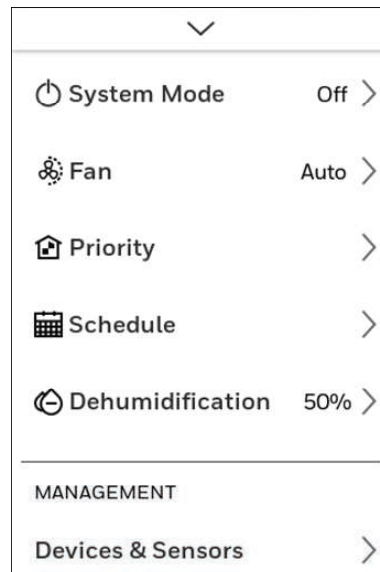 System Mode Off
Fan Auto
Priority
Schedule
Dehumidification 50%
MANAGEMENT
Devices & Sensors